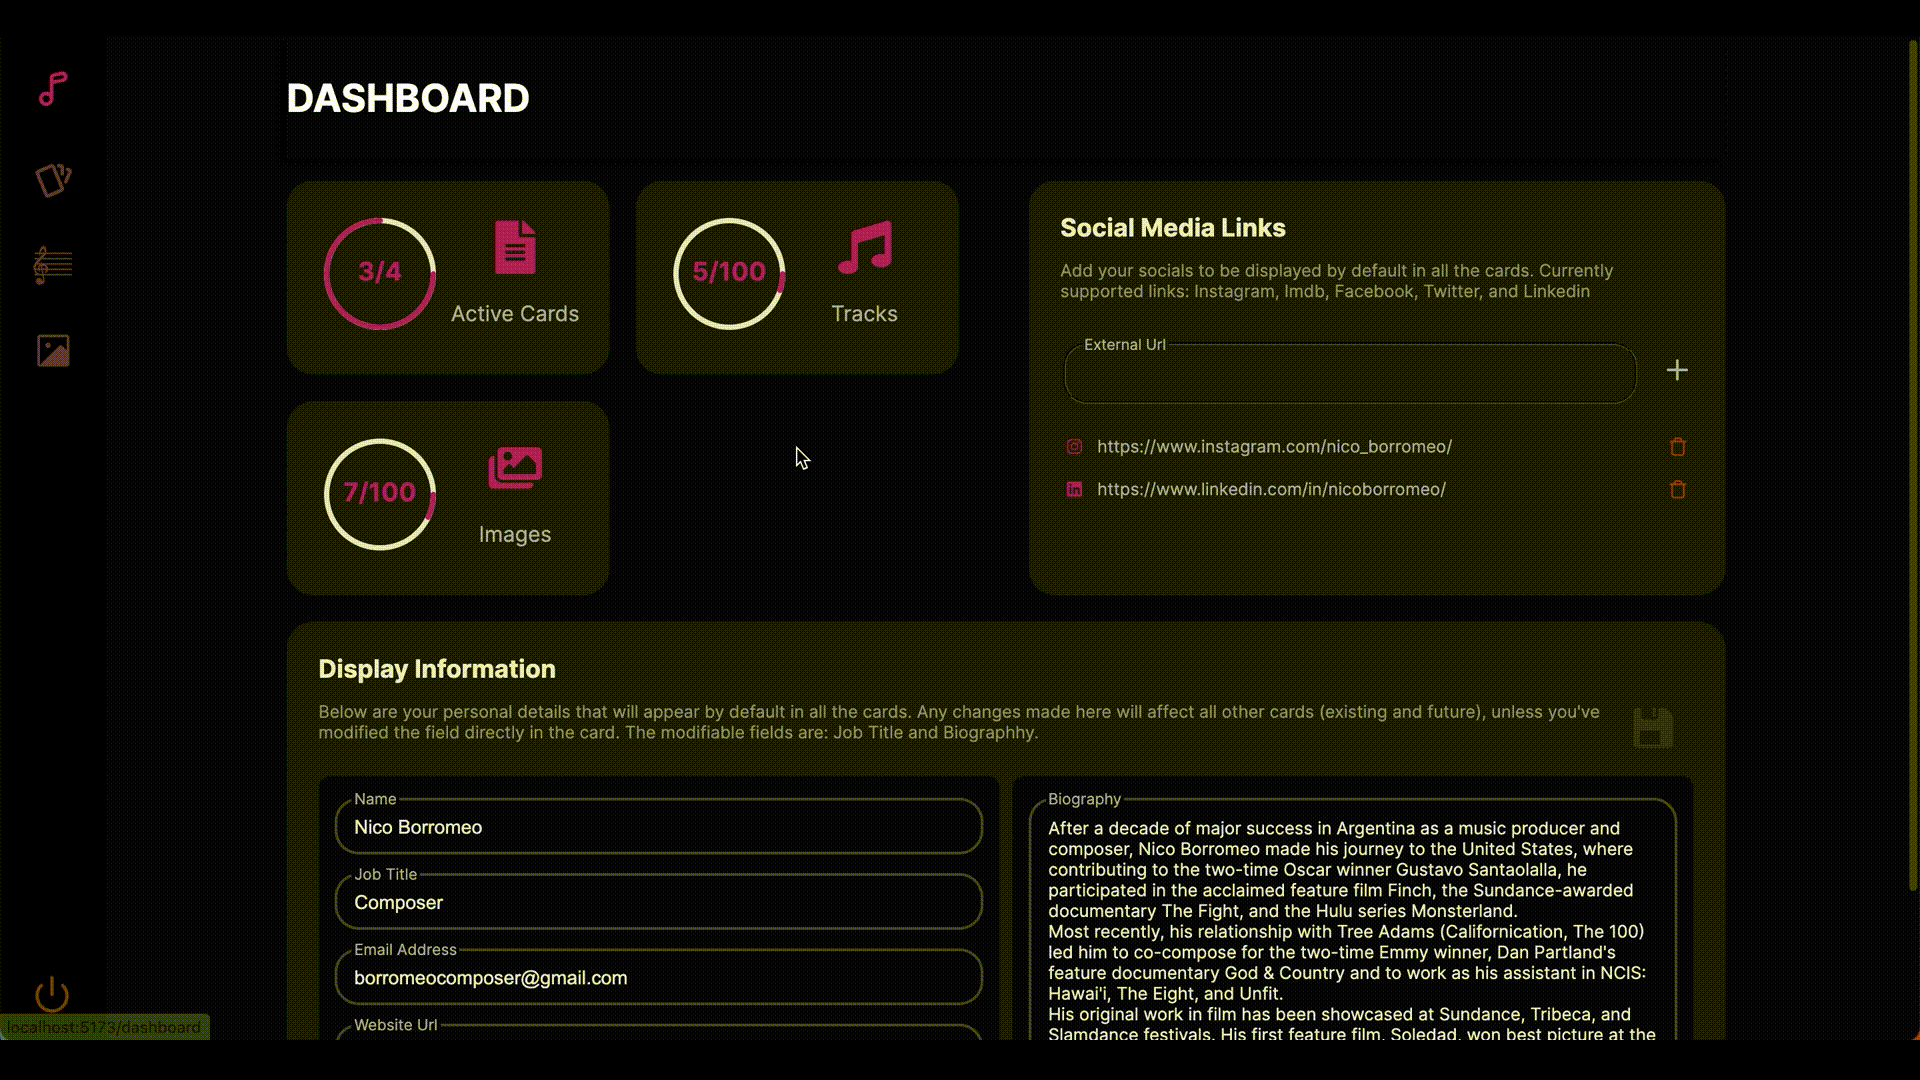 DASHBOARD
3/4
Active Cards
5/100
Tracks
7/100
Images
Social Media Links
Add your socials to be displayed by default in all the cards. Currently
supported links: Instagram, Imdb, Facebook, Twitter, and Linkedin
External Url
https://www.instagram.com/nico_borromeo/
in https://www.linkedin.com/in/nicoborromeo/
Display Information
Below are your personal details that will appear by default in all the cards. Any changes made here will affect all other cards (existing and future), unless you've
modified the field directly in the card. The modifiable fields are: Job Title and Biographhy.
Name
Nico Borromeo
Job Title
Composer
Email Address
borromeocomposer@gmail.com
Website Url
Biography
After a decade of major success in Argentina as a music producer and
composer, Nico Borromeo made his journey to the United States, where
contributing to the two-time Oscar winner Gustavo Santaolalla, he
participated in the acclaimed feature film Finch, the Sundance-awarded
documentary The Fight, and the Hulu series Monsterland.
Most recently, his relationship with Tree Adams (Californication, The 100)
led him to co-compose for the two-time Emmy winner, Dan Partland's
feature documentary God & Country and to work as his assistant in NCIS:
Hawai'i, The Eight, and Unfit.
His original work in film has been showcased at Sundance, Tribeca, and
Slamdance festivals. His first feature film, Soledad, won best picture at the
localhost:5173/dashboard